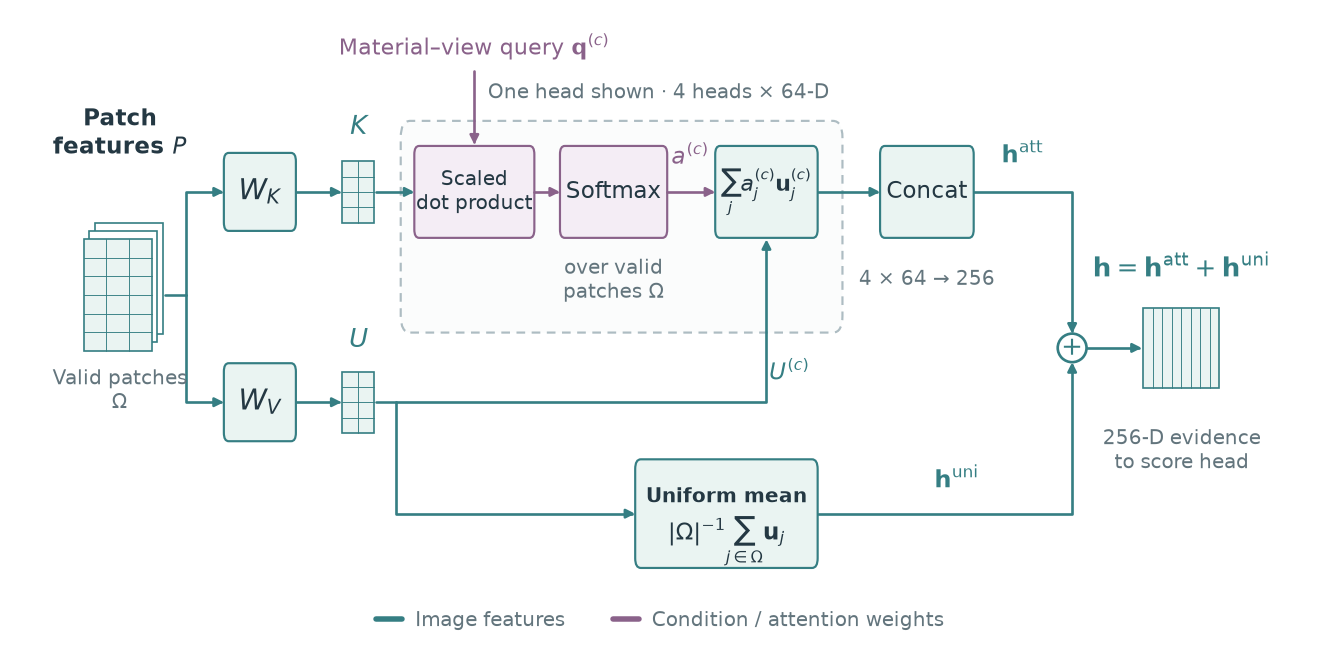 Material–view query q^(c)
One head shown · 4 heads × 64-D
Patch
features P
K
W_K
Scaled
dot product
Softmax
a^(c)
∑_j a_j^(c) u_j^(c)
Concat
h^att
over valid
patches Ω
4 × 64 → 256
h = h^att + h^uni
+
U
Valid patches
Ω
W_V
U^(c)
256-D evidence
to score head
Uniform mean
|Ω|^−1 ∑_{j ∈ Ω} u_j
h^uni
Image features
Condition / attention weights